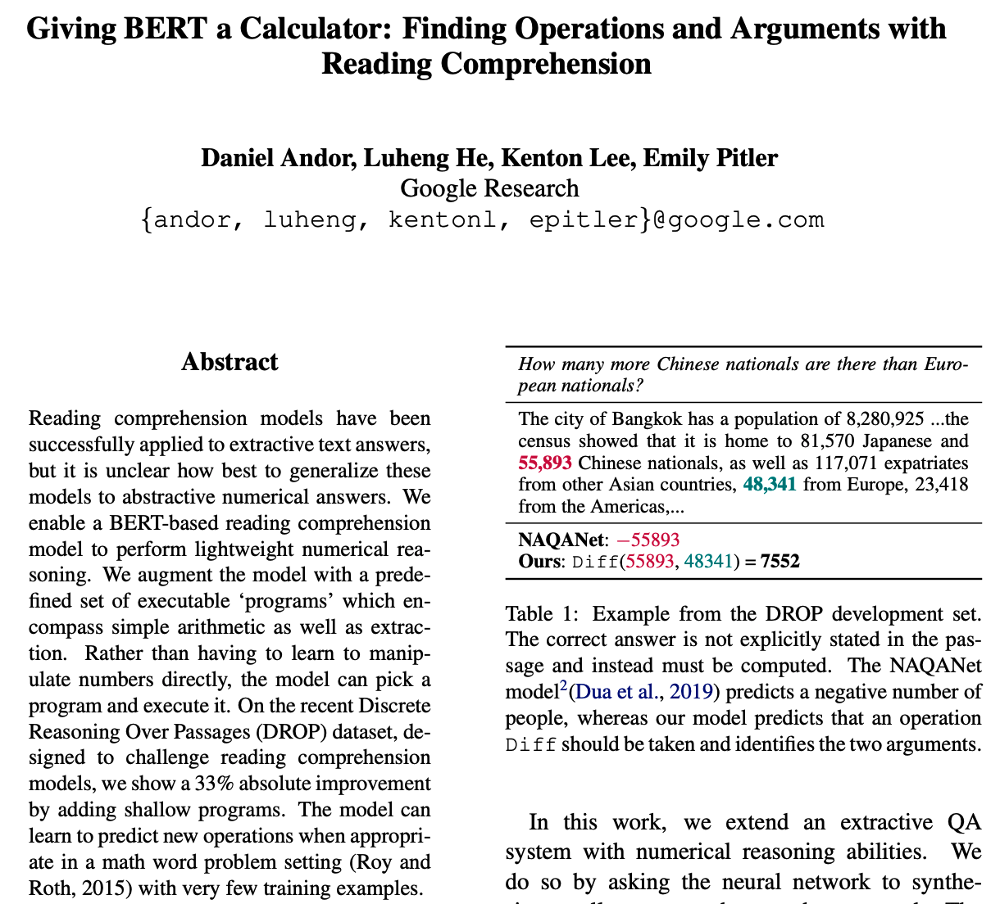 Giving BERT a Calculator: Finding Operations and Arguments with
Reading Comprehension
Daniel Andor, Luheng He, Kenton Lee, Emily Pitler
Google Research
{andor, luheng, kentonl, epitler}@google.com
Abstract
Reading comprehension models have been
successfully applied to extractive text answers,
but it is unclear how best to generalize these
models to abstractive numerical answers. We
enable a BERT-based reading comprehension
model to perform lightweight numerical rea-
soning. We augment the model with a prede-
fined set of executable ‘programs’ which en-
compass simple arithmetic as well as extrac-
tion. Rather than having to learn to manip-
ulate numbers directly, the model can pick a
program and execute it. On the recent Discrete
Reasoning Over Passages (DROP) dataset, de-
signed to challenge reading comprehension
models, we show a 33% absolute improvement
by adding shallow programs. The model can
learn to predict new operations when appropri-
ate in a math word problem setting (Roy and
Roth, 2015) with very few training examples.
How many more Chinese nationals are there than Euro-
pean nationals?
The city of Bangkok has a population of 8,280,925 ...the
census showed that it is home to 81,570 Japanese and
55,893 Chinese nationals, as well as 117,071 expatriates
from other Asian countries, 48,341 from Europe, 23,418
from the Americas,...
NAQANet: −55893
Ours: Diff(55893, 48341) = 7552
Table 1: Example from the DROP development set.
The correct answer is not explicitly stated in the pas-
sage and instead must be computed. The NAQANet
model2(Dua et al., 2019) predicts a negative number of
people, whereas our model predicts that an operation
Diff should be taken and identifies the two arguments.
In this work, we extend an extractive QA
system with numerical reasoning abilities. We
do so by asking the neural network to synthe-